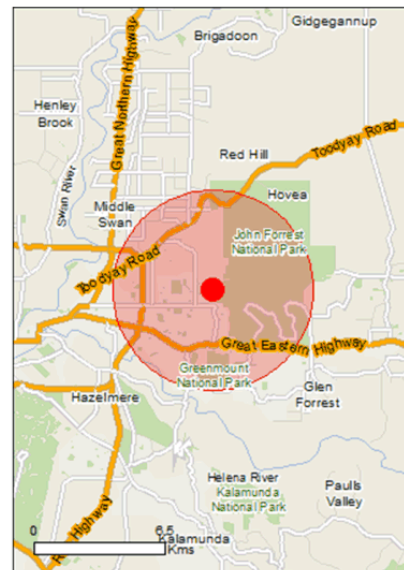 Gidgegannup
Brigadoon
Great Northern Highway
Henley
Brook
Toodyay Road
Red Hill
Swan River
Hovea
Middle
Swan
John Forrest
National Park
Toodyay Road
Great Eastern Highway
Greenmount
National Park
Glen
Forrest
Hazelmere
Helena River
Kalamunda
National Park
Paulls
Valley
0
6.5
Highway
Kalamunda
Kms